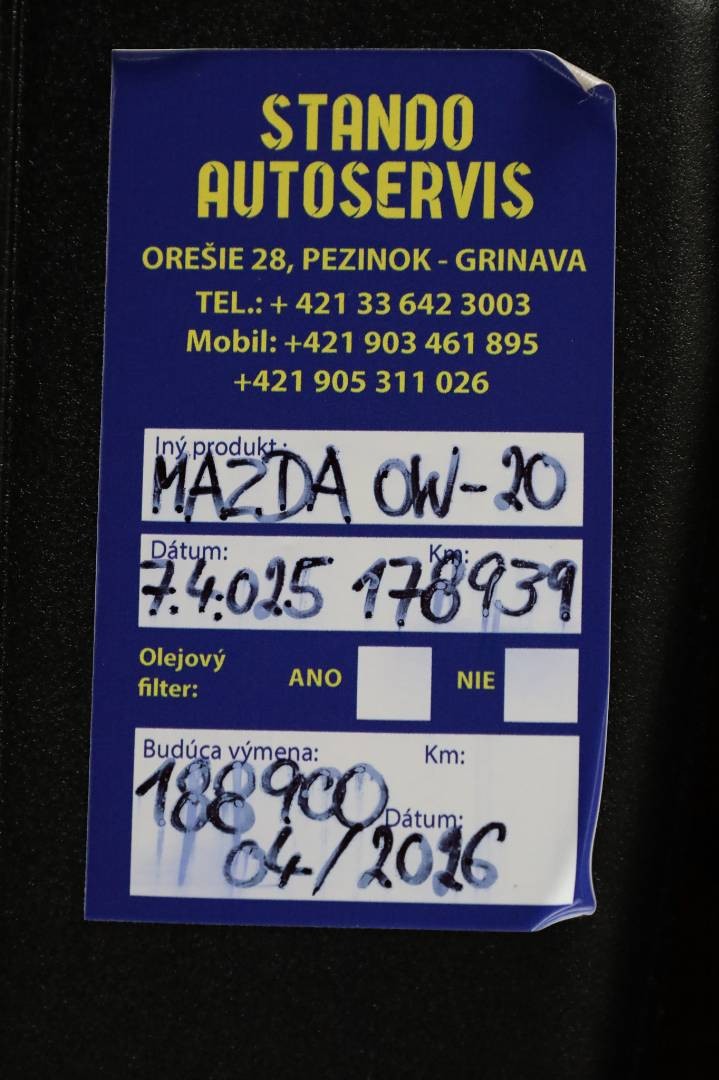 STANDO
AUTOSERVIS
OREŠIE 28, PEZINOK - GRINAVA
TEL.: + 421 33 642 3003
Mobil: +421 903 461 895
+421 905 311 026
Iný produkt:
MAZDA 0W-20
Dátum: Km:
7.4.025 178939
Olejový
filter: ANO NIE
Budúca výmena: Km:
188900
Dátum:
04/2026